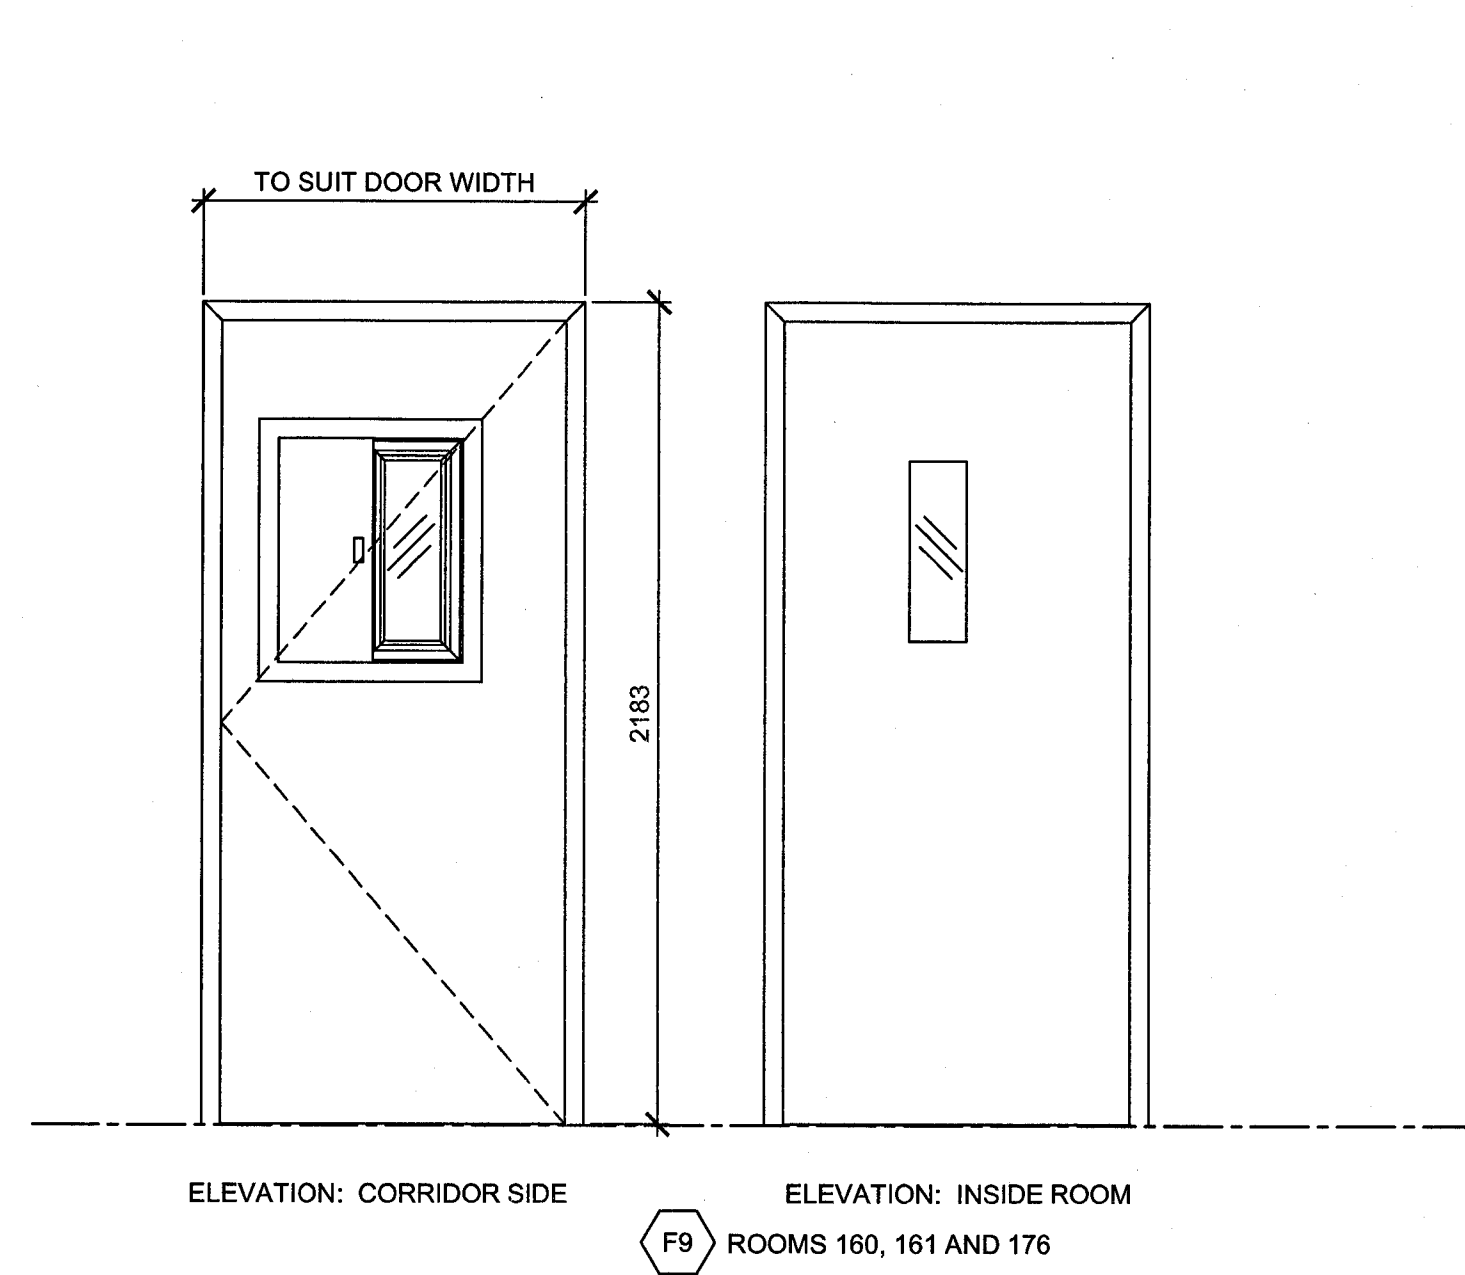 TO SUIT DOOR WIDTH
2183
ELEVATION: CORRIDOR SIDE
ELEVATION: INSIDE ROOM
F9 ROOMS 160, 161 AND 176